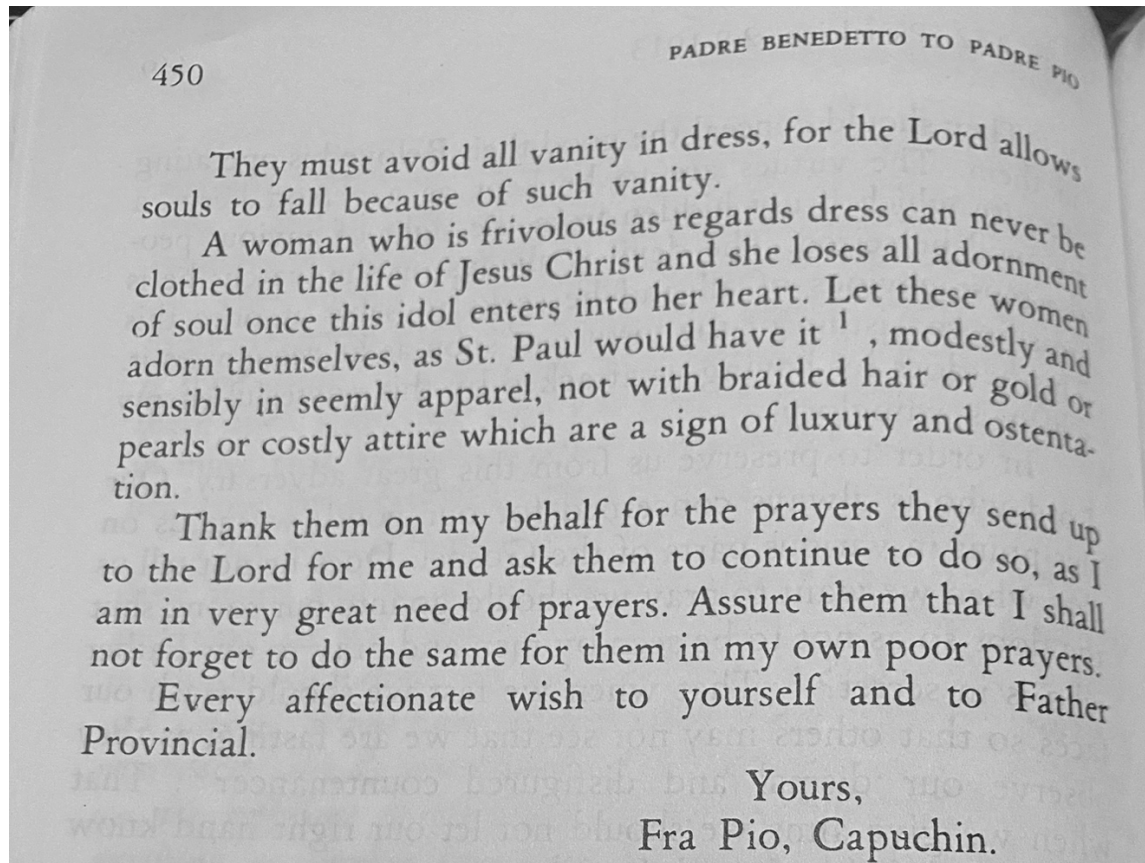 450
PADRE BENEDETTO TO PADRE PIO
They must avoid all vanity in dress, for the Lord allows
souls to fall because of such vanity.
A woman who is frivolous as regards dress can never be
clothed in the life of Jesus Christ and she loses all adornment
of soul once this idol enters into her heart. Let these women
adorn themselves, as St. Paul would have it 1 , modestly and
sensibly in seemly apparel, not with braided hair or gold or
pearls or costly attire which are a sign of luxury and ostenta-
tion.
Thank them on my behalf for the prayers they send up
to the Lord for me and ask them to continue to do so, as I
am in very great need of prayers. Assure them that I shall
not forget to do the same for them in my own poor prayers.
Every affectionate wish to yourself and to Father
Provincial.
Yours,
Fra Pio, Capuchin.